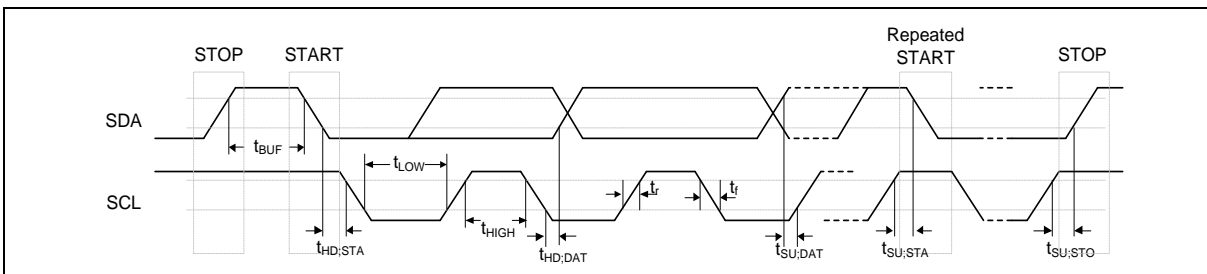 STOP START Repeated START STOP
SDA
tBUF
tLOW
SCL
tr tf
tHIGH
tHD;STA tHD;DAT tSU;DAT tSU;STA tSU;STO